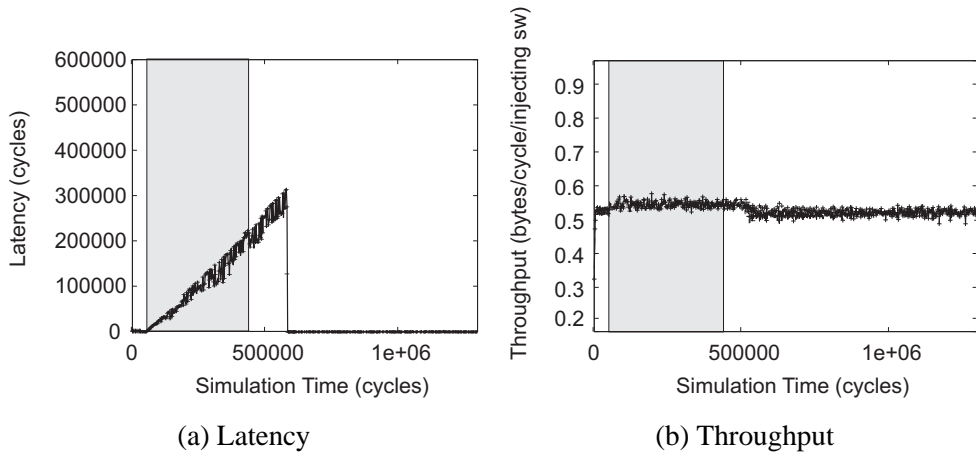 600000
500000
400000
300000
200000
100000
0
Latency (cycles)
0
500000
1e+06
Simulation Time (cycles)
(a) Latency
0.9
0.8
0.7
0.6
0.5
0.4
0.3
0.2
Throughput (bytes/cycle/injecting sw)
0
500000
1e+06
Simulation Time (cycles)
(b) Throughput